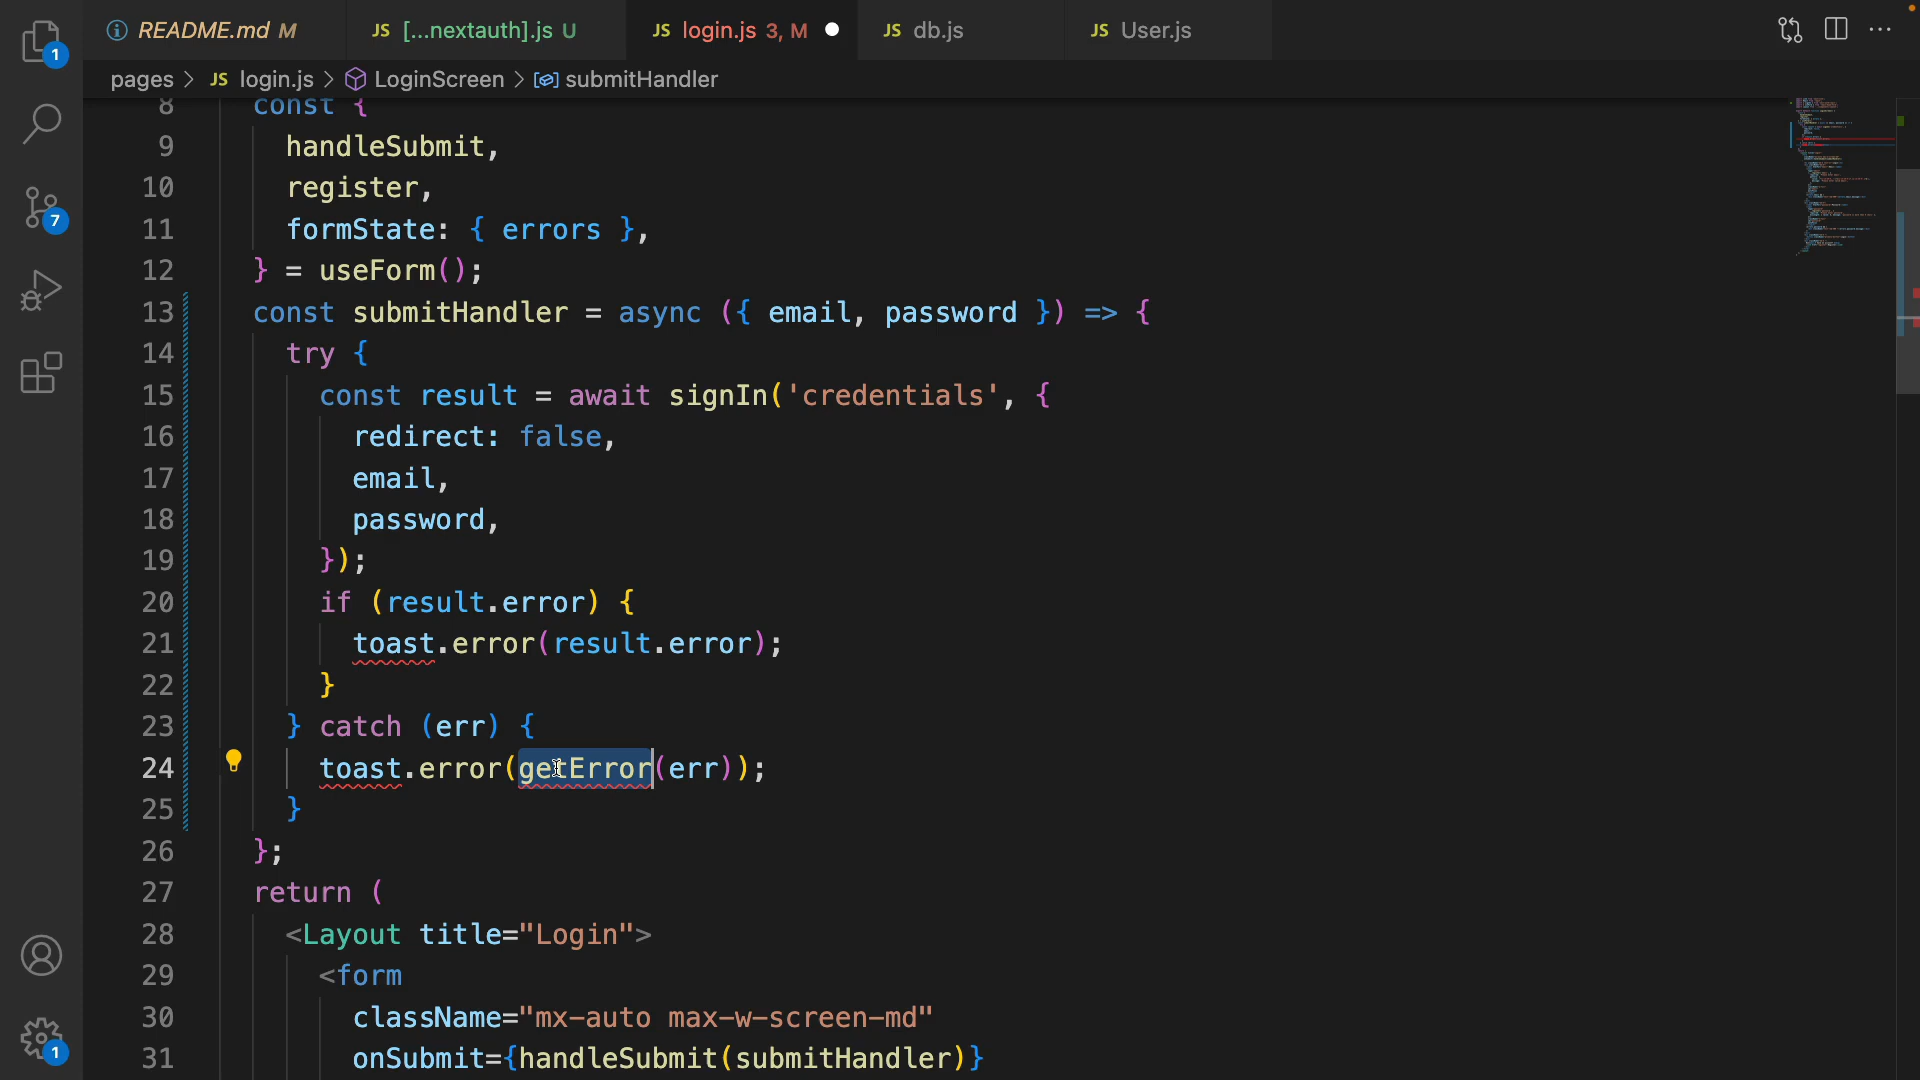 1
7
1
README.md M
JS [...nextauth].js U
JS login.js 3, M
JS db.js
JS User.js
pages > JS login.js > LoginScreen > submitHandler
8 const {
9 handleSubmit,
10 register,
11 formState: { errors },
12 } = useForm();
13 const submitHandler = async ({ email, password }) => {
14 try {
15 const result = await signIn('credentials', {
16 redirect: false,
17 email,
18 password,
19 });
20 if (result.error) {
21 toast.error(result.error);
22 }
23 } catch (err) {
24 toast.error(getError(err));
25 }
26 };
27 return (
28 <Layout title="Login">
29 <form
30 className="mx-auto max-w-screen-md"
31 onSubmit={handleSubmit(submitHandler)}